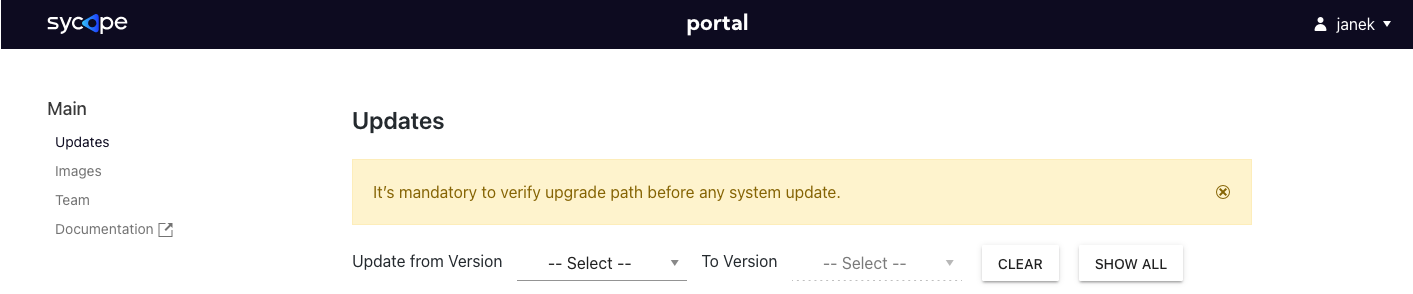 sycope
portal
janek
Main
Updates
Images
Team
Documentation
Updates
It's mandatory to verify upgrade path before any system update.
Update from Version -- Select -- To Version -- Select -- CLEAR SHOW ALL